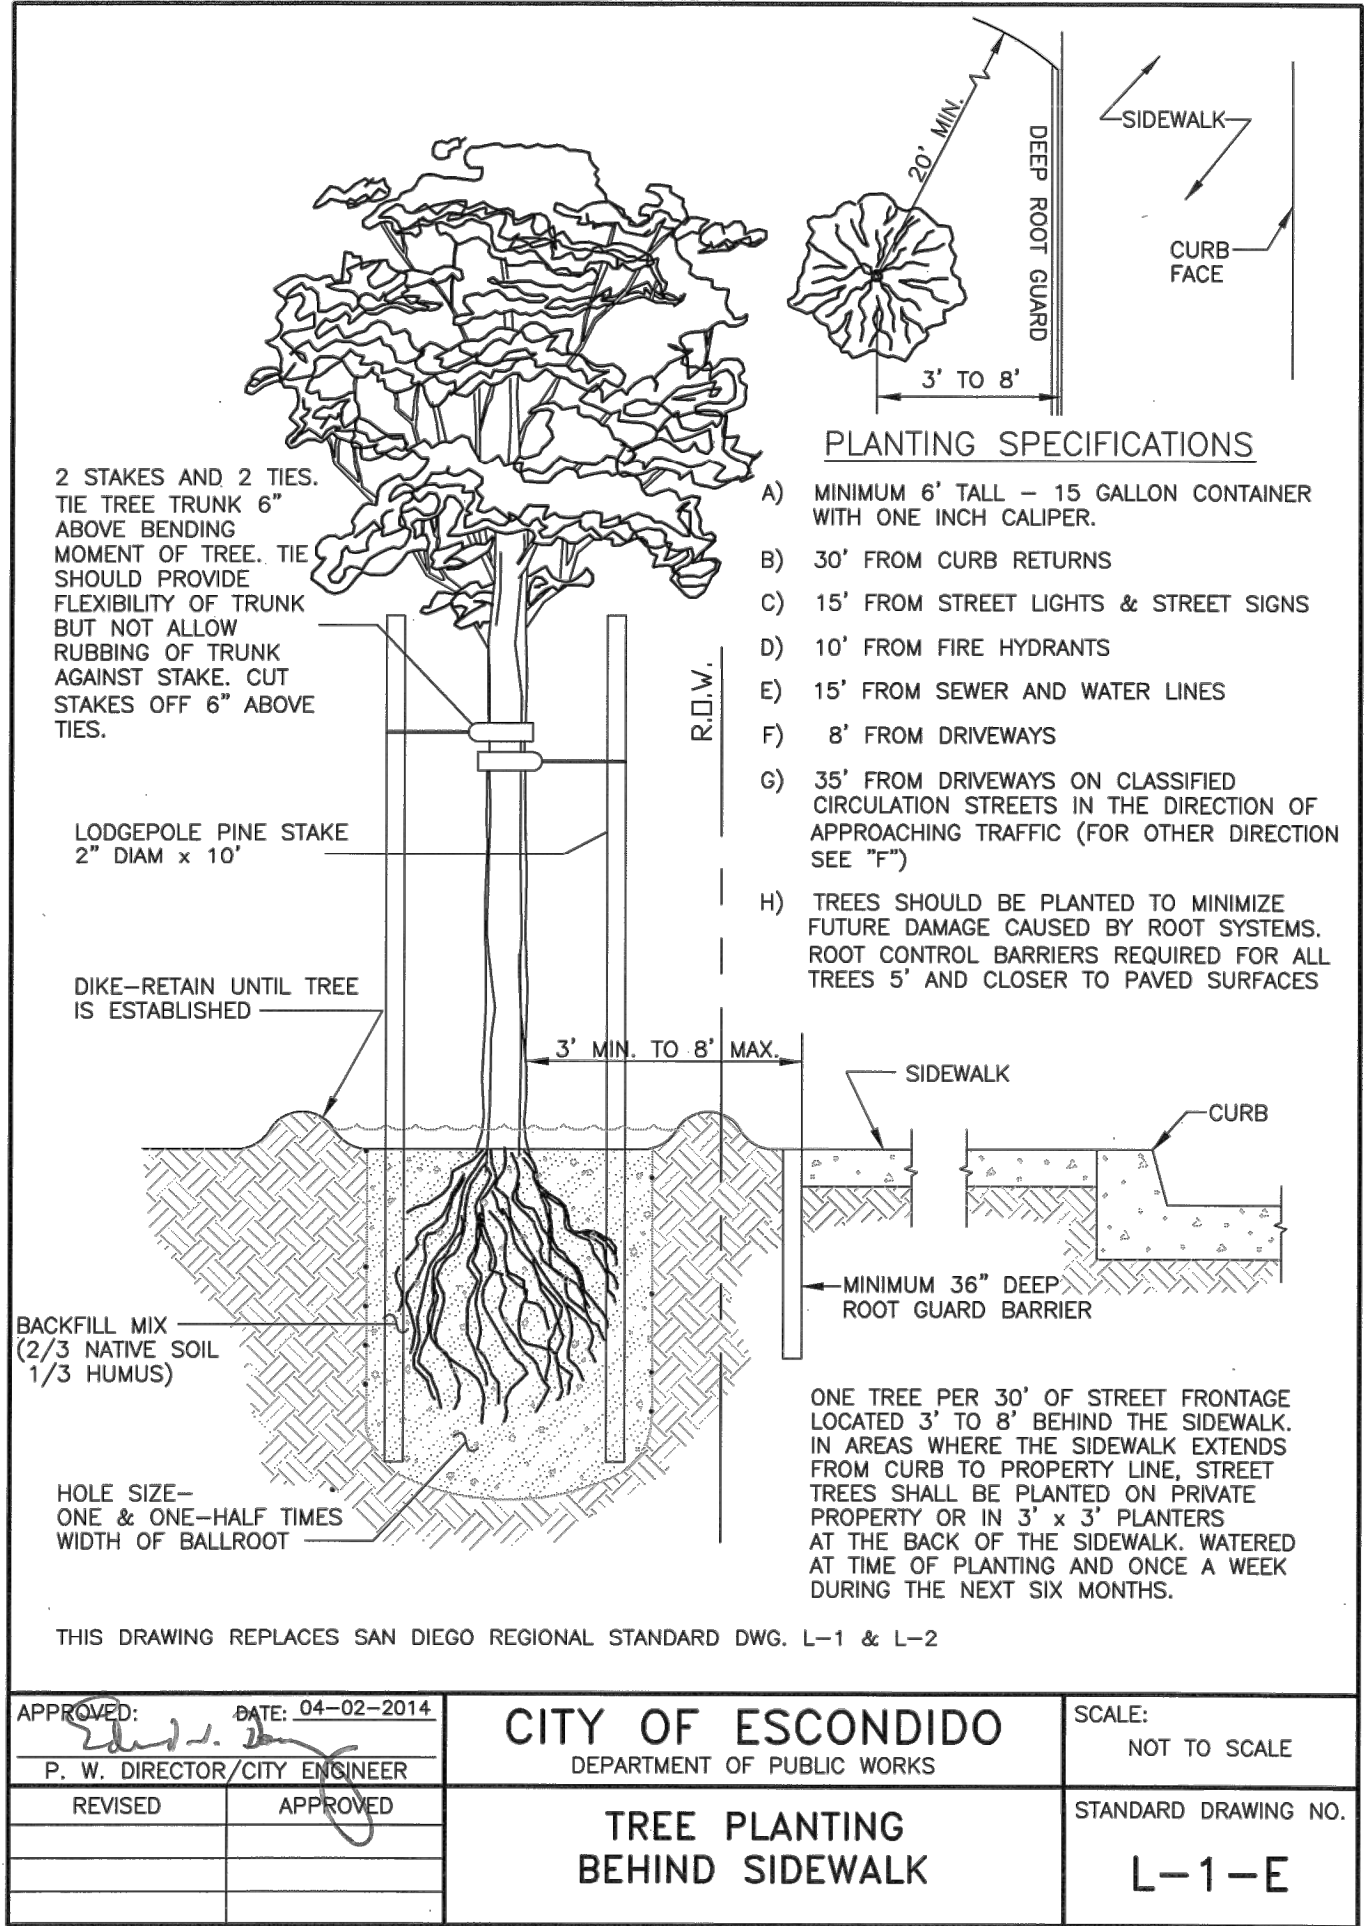 20' MIN.
DEEP ROOT GUARD
SIDEWALK
CURB
FACE
3' TO 8'
PLANTING SPECIFICATIONS
A) MINIMUM 6' TALL – 15 GALLON CONTAINER
WITH ONE INCH CALIPER.
B) 30' FROM CURB RETURNS
C) 15' FROM STREET LIGHTS & STREET SIGNS
D) 10' FROM FIRE HYDRANTS
E) 15' FROM SEWER AND WATER LINES
F) 8' FROM DRIVEWAYS
G) 35' FROM DRIVEWAYS ON CLASSIFIED
CIRCULATION STREETS IN THE DIRECTION OF
APPROACHING TRAFFIC (FOR OTHER DIRECTION
SEE "F")
H) TREES SHOULD BE PLANTED TO MINIMIZE
FUTURE DAMAGE CAUSED BY ROOT SYSTEMS.
ROOT CONTROL BARRIERS REQUIRED FOR ALL
TREES 5' AND CLOSER TO PAVED SURFACES
2 STAKES AND 2 TIES.
TIE TREE TRUNK 6"
ABOVE BENDING
MOMENT OF TREE. TIE
SHOULD PROVIDE
FLEXIBILITY OF TRUNK
BUT NOT ALLOW
RUBBING OF TRUNK
AGAINST STAKE. CUT
STAKES OFF 6" ABOVE
TIES.
R.O.W.
LODGEPOLE PINE STAKE
2" DIAM x 10'
DIKE–RETAIN UNTIL TREE
IS ESTABLISHED
3' MIN. TO 8' MAX.
SIDEWALK
CURB
MINIMUM 36" DEEP
ROOT GUARD BARRIER
BACKFILL MIX
(2/3 NATIVE SOIL
1/3 HUMUS)
HOLE SIZE–
ONE & ONE–HALF TIMES
WIDTH OF BALLROOT
ONE TREE PER 30' OF STREET FRONTAGE
LOCATED 3' TO 8' BEHIND THE SIDEWALK.
IN AREAS WHERE THE SIDEWALK EXTENDS
FROM CURB TO PROPERTY LINE, STREET
TREES SHALL BE PLANTED ON PRIVATE
PROPERTY OR IN 3' x 3' PLANTERS
AT THE BACK OF THE SIDEWALK. WATERED
AT TIME OF PLANTING AND ONCE A WEEK
DURING THE NEXT SIX MONTHS.
THIS DRAWING REPLACES SAN DIEGO REGIONAL STANDARD DWG. L–1 & L–2
APPROVED: DATE: 04–02–2014
P. W. DIRECTOR/CITY ENGINEER
REVISED APPROVED
CITY OF ESCONDIDO
DEPARTMENT OF PUBLIC WORKS
TREE PLANTING
BEHIND SIDEWALK
SCALE:
NOT TO SCALE
STANDARD DRAWING NO.
L–1–E